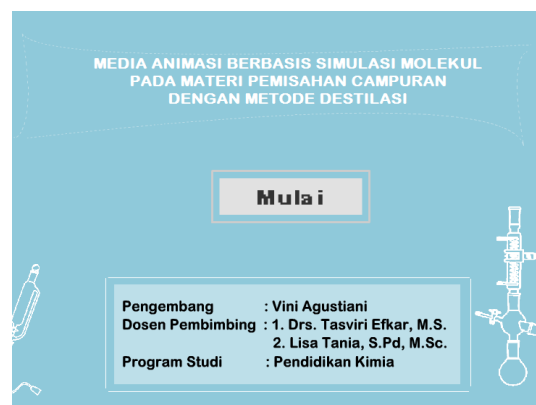 MEDIA ANIMASI BERBASIS SIMULASI MOLEKUL
PADA MATERI PEMISAHAN CAMPURAN
DENGAN METODE DESTILASI
Mulai
Pengembang : Vini Agustiani
Dosen Pembimbing : 1. Drs. Tasviri Efkar, M.S.
2. Lisa Tania, S.Pd, M.Sc.
Program Studi : Pendidikan Kimia